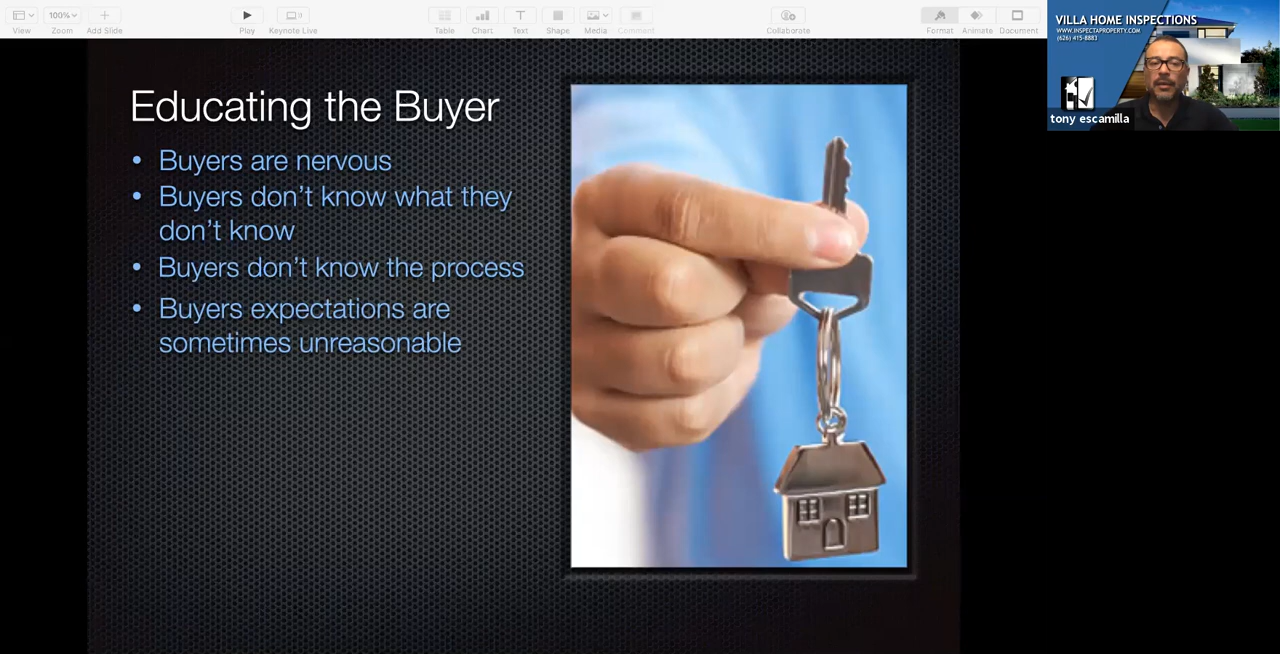 View
100%
Zoom
Add Slide
Play
Keynote Live
Table
Chart
Text
Shape
Media
Comment
Collaborate
Format
Animate
Document
VILLA HOME INSPECTIONS
WWW.INSPECTAPROPERTY.COM
(626) 415-8883
tony escamilla
Educating the Buyer
• Buyers are nervous
• Buyers don’t know what they
don’t know
• Buyers don’t know the process
• Buyers expectations are
sometimes unreasonable